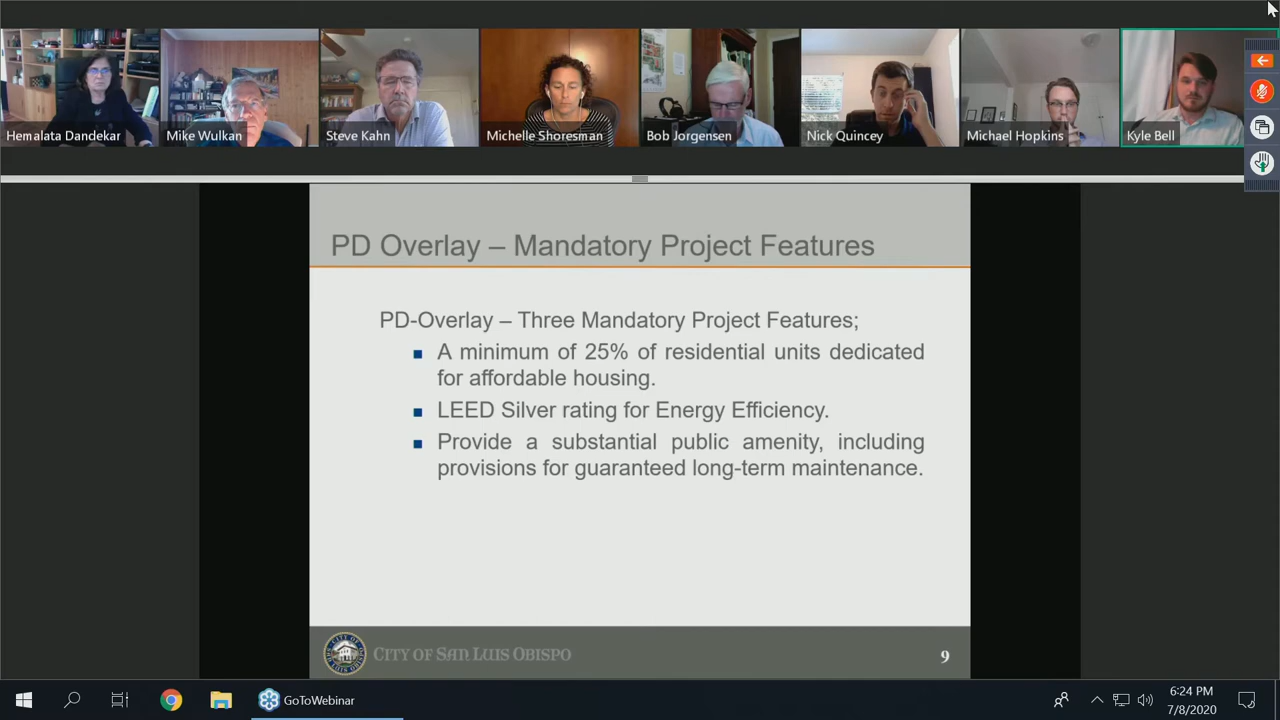 Hemalata Dandekar
Mike Wulkan
Steve Kahn
Michelle Shoresman
Bob Jorgensen
Nick Quincey
Michael Hopkins
Kyle Bell
PD Overlay – Mandatory Project Features
PD-Overlay – Three Mandatory Project Features;
A minimum of 25% of residential units dedicated
for affordable housing.
LEED Silver rating for Energy Efficiency.
Provide a substantial public amenity, including
provisions for guaranteed long-term maintenance.
CITY OF SAN LUIS OBISPO
9
GoToWebinar
6:24 PM
7/8/2020